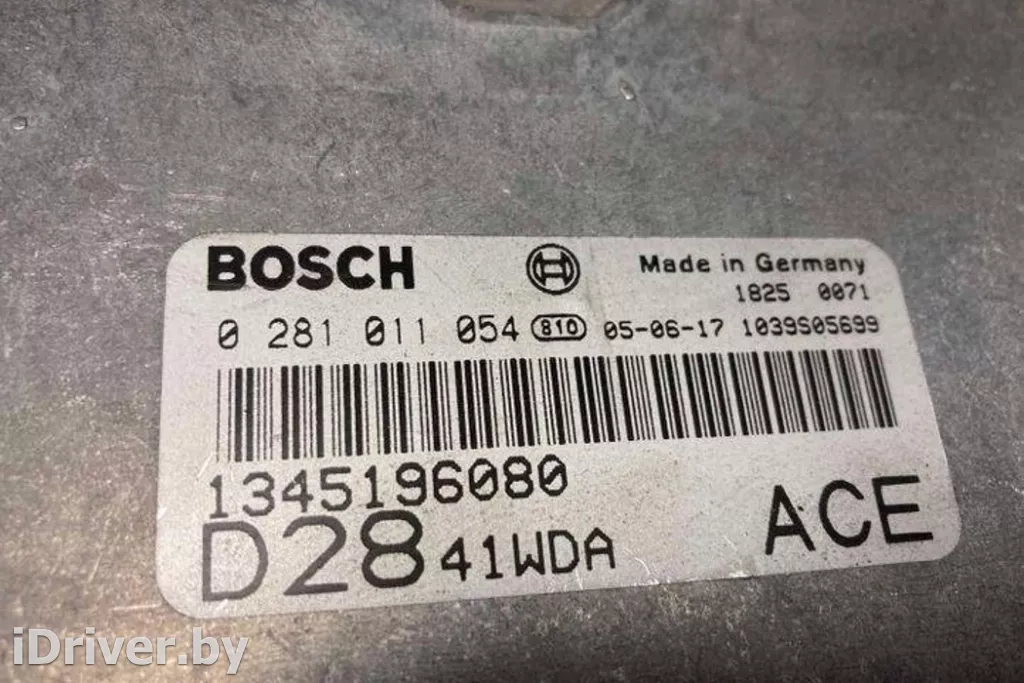 BOSCH
Made in Germany
1825 0071
0 281 011 054 810 05-06-17 1039S05699
1345196080
D28 41WDA ACE
iDriver.by